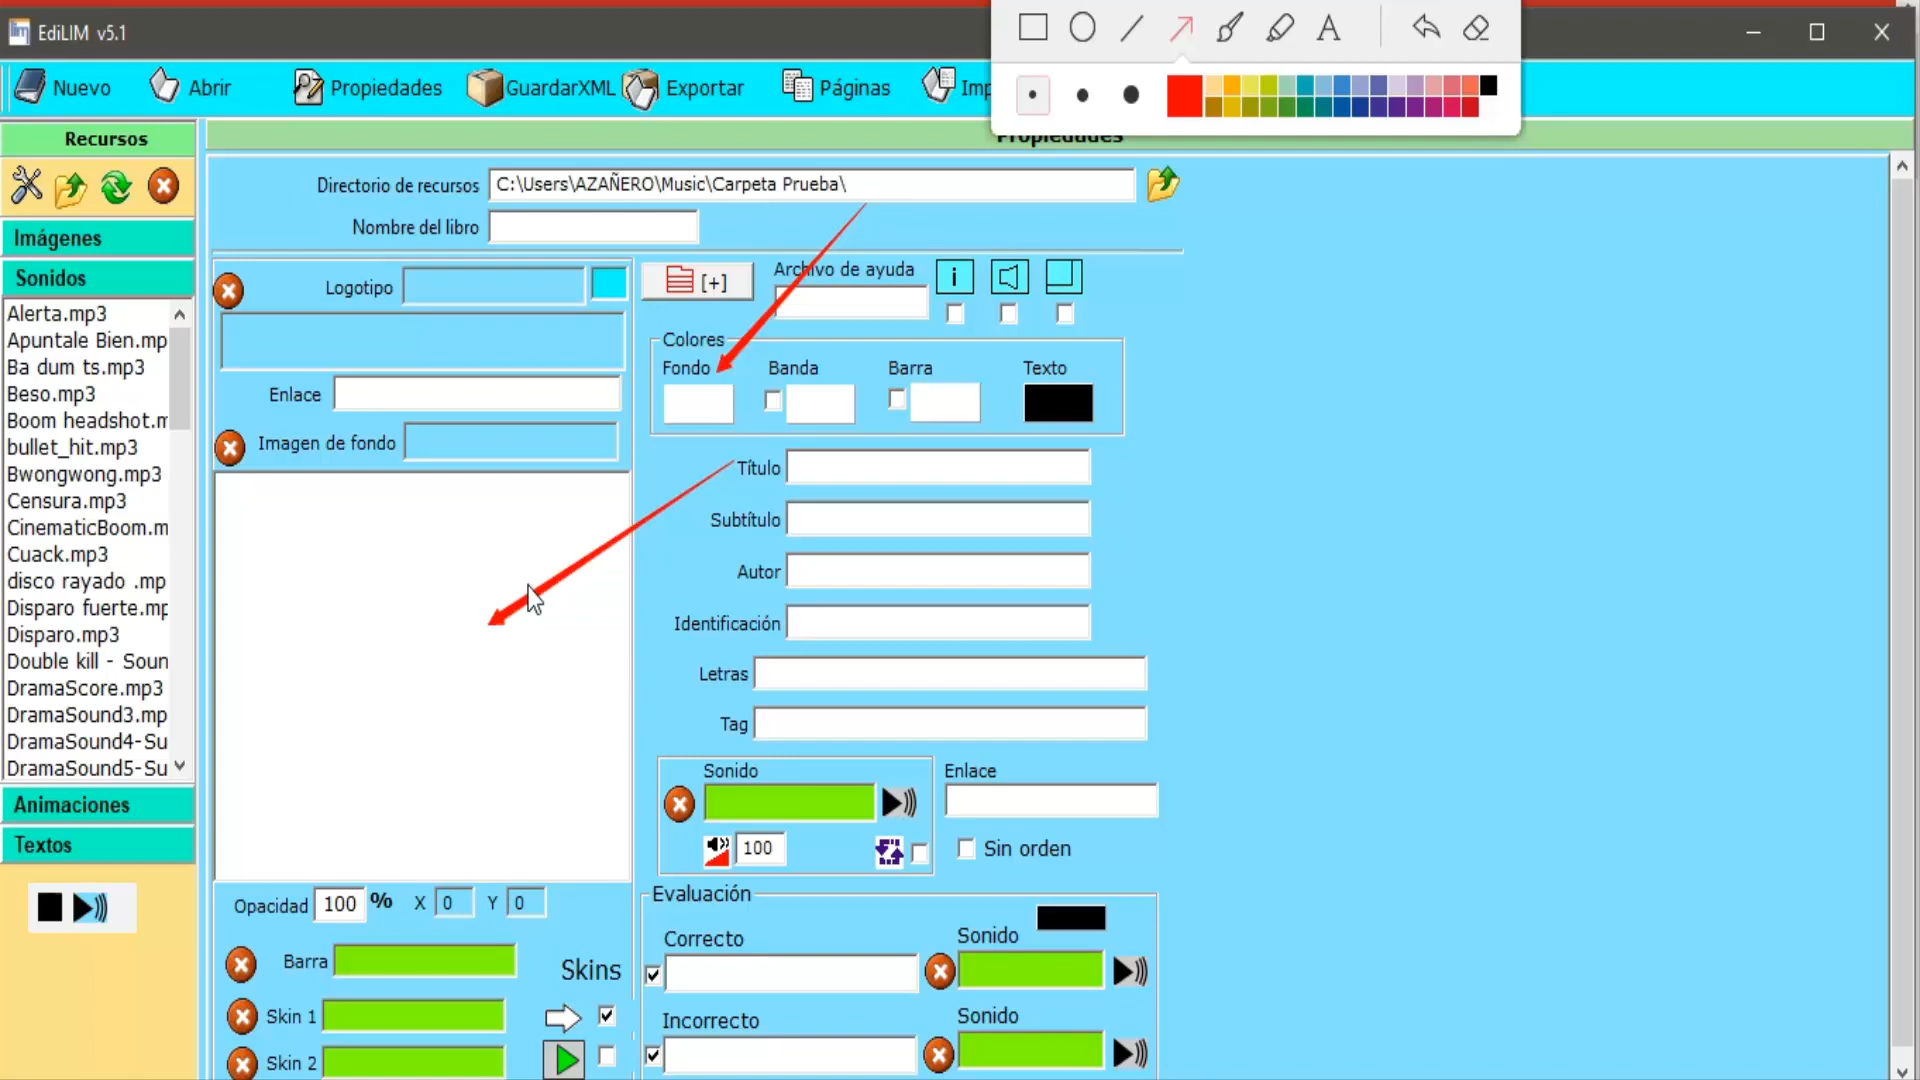 EdiLIM v5.1
Nuevo
Abrir
Propiedades
GuardarXML
Exportar
Páginas
A
Recursos
Propiedades
Directorio de recursos C:\Users\AZAÑERO\Music\Carpeta Prueba\
Nombre del libro
Imágenes
Sonidos
Alerta.mp3
Apuntale Bien.mp
Ba dum ts.mp3
Beso.mp3
Boom headshot.m
bullet_hit.mp3
Bwongwong.mp3
Censura.mp3
CinematicBoom.m
Cuack.mp3
disco rayado .mp
Disparo fuerte.mp
Disparo.mp3
Double kill - Soun
DramaScore.mp3
DramaSound3.mp
DramaSound4-Su
DramaSound5-Su
Animaciones
Textos
Logotipo
Enlace
Imagen de fondo
Opacidad 100 % X 0 Y 0
Barra
Skins
Skin 1
Skin 2
[+]
Archivo de ayuda
i
Colores
Fondo Banda Barra Texto
Título
Subtítulo
Autor
Identificación
Letras
Tag
Sonido
100
Enlace
Sin orden
Evaluación
Correcto
Sonido
Incorrecto
Sonido